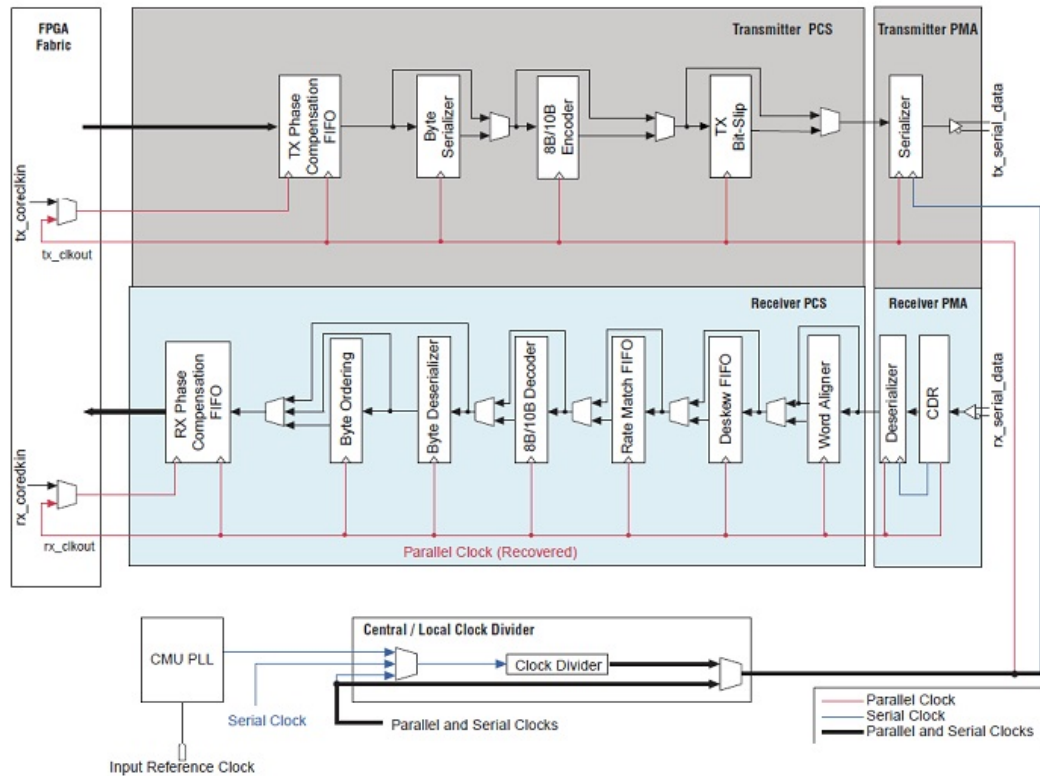 FPGA
Fabric
Transmitter PCS
Transmitter PMA
TX Phase
Compensation
FIFO
Byte
Serializer
8B/10B
Encoder
TX
Bit-Slip
Serializer
tx_serial_data
tx_coreclkin
tx_clkout
Receiver PCS
Receiver PMA
RX Phase
Compensation
FIFO
Byte Ordering
Byte Deserializer
8B/10B Decoder
Rate Match FIFO
Deskew FIFO
Word Aligner
Deserializer
CDR
rx_serial_data
rx_coredkin
rx_clkout
Parallel Clock (Recovered)
Central / Local Clock Divider
CMU PLL
Clock Divider
Serial Clock
Parallel and Serial Clocks
Input Reference Clock
Parallel Clock
Serial Clock
Parallel and Serial Clocks